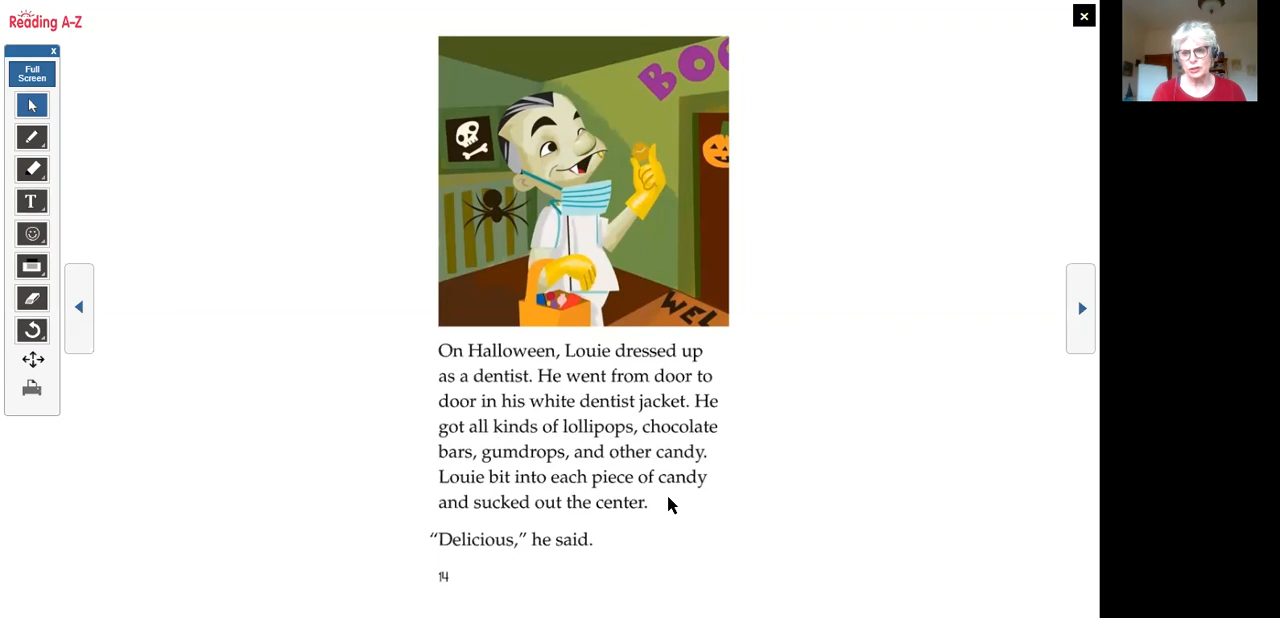 Reading A-Z
x
Full
Screen
T
BOO
WEL
On Halloween, Louie dressed up
as a dentist. He went from door to
door in his white dentist jacket. He
got all kinds of lollipops, chocolate
bars, gumdrops, and other candy.
Louie bit into each piece of candy
and sucked out the center.
“Delicious,” he said.
14